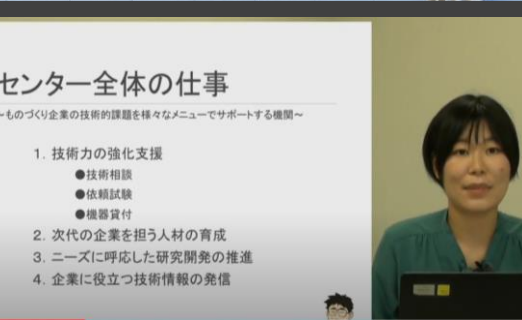 センター全体の仕事
～ものづくり企業の技術的課題を様々なメニューでサポートする機関～
1. 技術力の強化支援
●技術相談
●依頼試験
●機器貸付
2. 次代の企業を担う人材の育成
3. ニーズに呼応した研究開発の推進
4. 企業に役立つ技術情報の発信